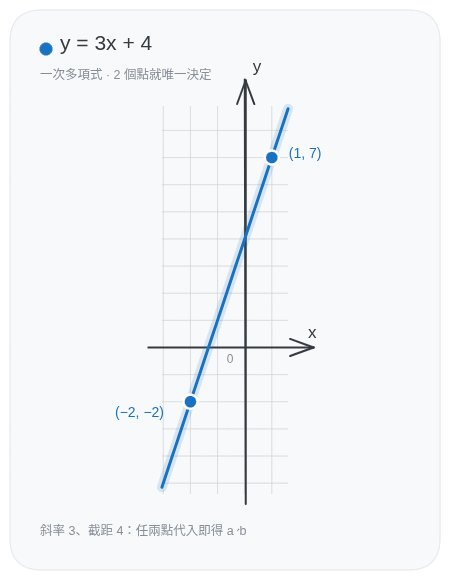 y = 3x + 4
一次多項式 · 2 個點就唯一決定
y
(1, 7)
x
0
(−2, −2)
斜率 3、截距 4：任兩點代入即得 a、b